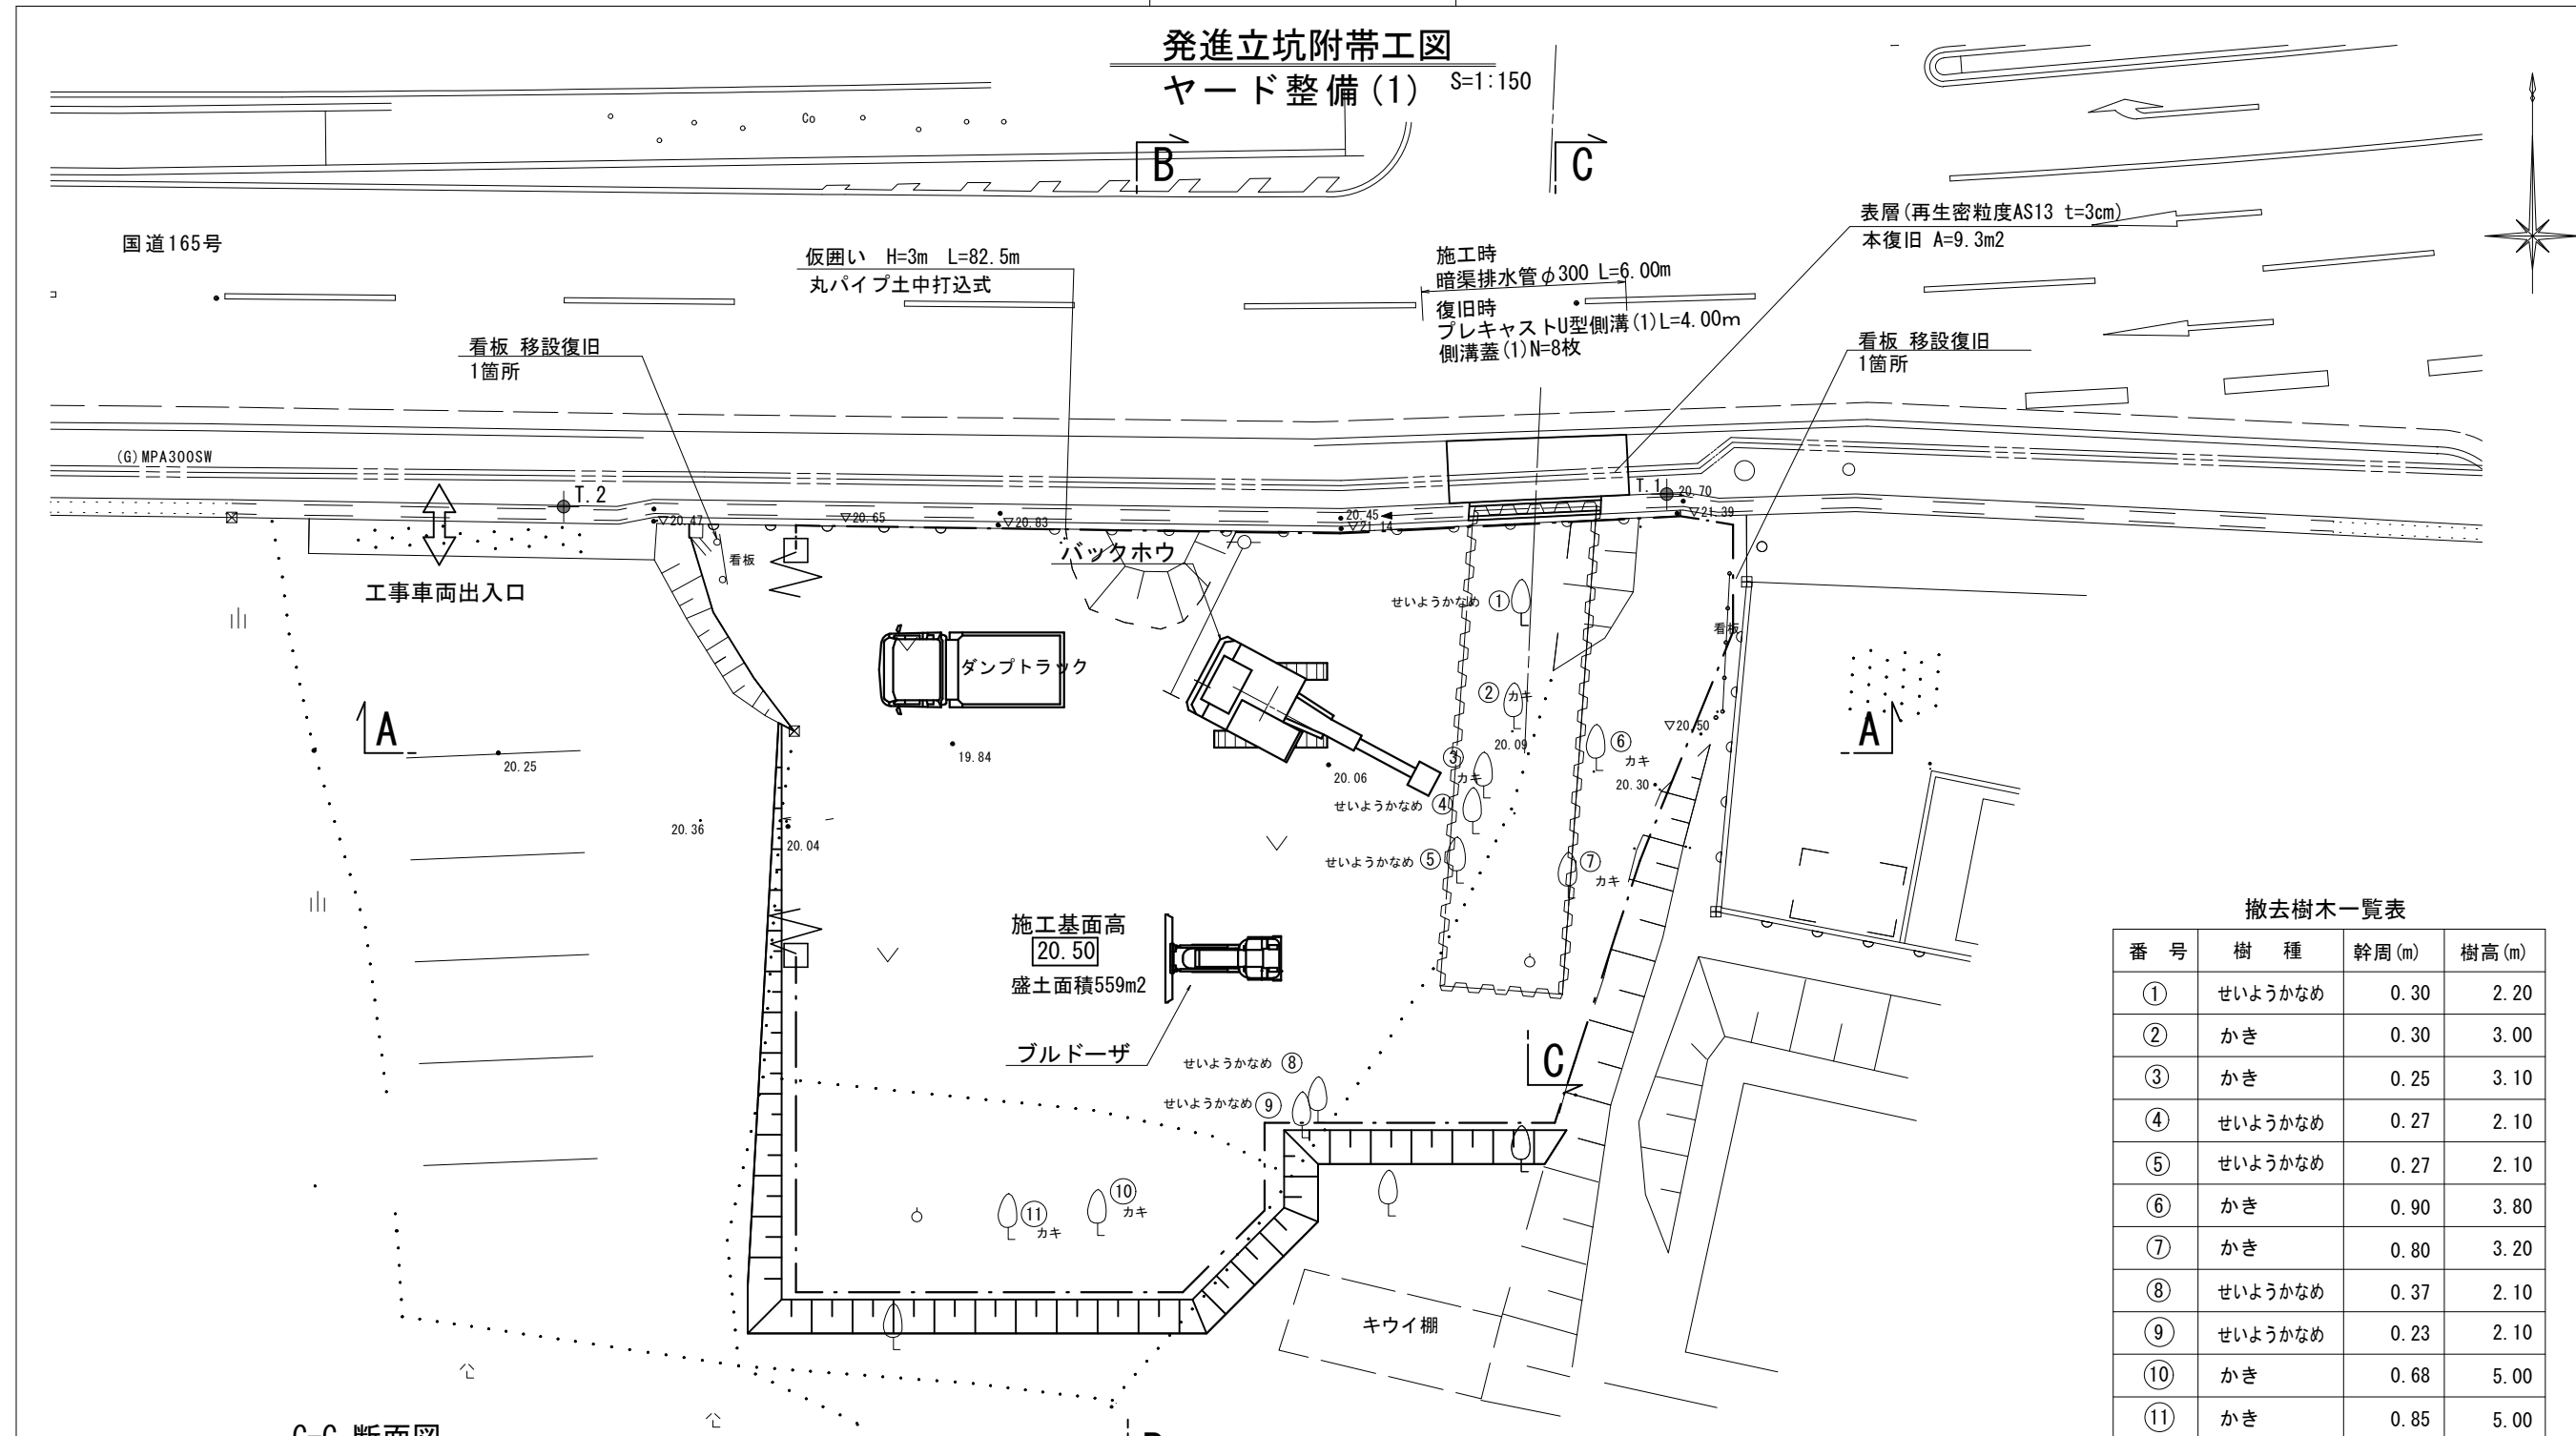 発進立坑附帯工図
ヤード整備(1) S=1:150
Co
B
C
国道165号
仮囲い H=3m L=82.5m
丸パイプ土中打込式
施工時
暗渠排水管φ300 L=6.00m
復旧時
プレキャストU型側溝(1)L=4.00m
側溝蓋(1)N=8枚
表層(再生密粒度AS13 t=3cm)
本復旧 A=9.3m2
看板 移設復旧
1箇所
看板 移設復旧
1箇所
(G)MPA300SW
T.2
T.1
20.70
▽20.47
▽20.65
▽20.83
20.45
▽21.14
▽21.39
看板
バックホウ
工事車両出入口
せいようかなめ ①
看板
ダンプトラック
② カキ
A
A
▽20.50
20.09
⑥
カキ
20.25
19.84
20.06
③
カキ
20.30
せいようかなめ ④
20.36
20.04
せいようかなめ ⑤
⑦
カキ
施工基面高
20.50
盛土面積559m2
ブルドーザ
せいようかなめ ⑧
せいようかなめ ⑨
C
⑩
カキ
⑪
カキ
キウイ棚
撤去樹木一覧表
番 号 樹 種 幹周(m) 樹高(m)
① せいようかなめ 0.30 2.20
② かき 0.30 3.00
③ かき 0.25 3.10
④ せいようかなめ 0.27 2.10
⑤ せいようかなめ 0.27 2.10
⑥ かき 0.90 3.80
⑦ かき 0.80 3.20
⑧ せいようかなめ 0.37 2.10
⑨ せいようかなめ 0.23 2.10
⑩ かき 0.68 5.00
⑪ かき 0.85 5.00
C-C 断面図
B